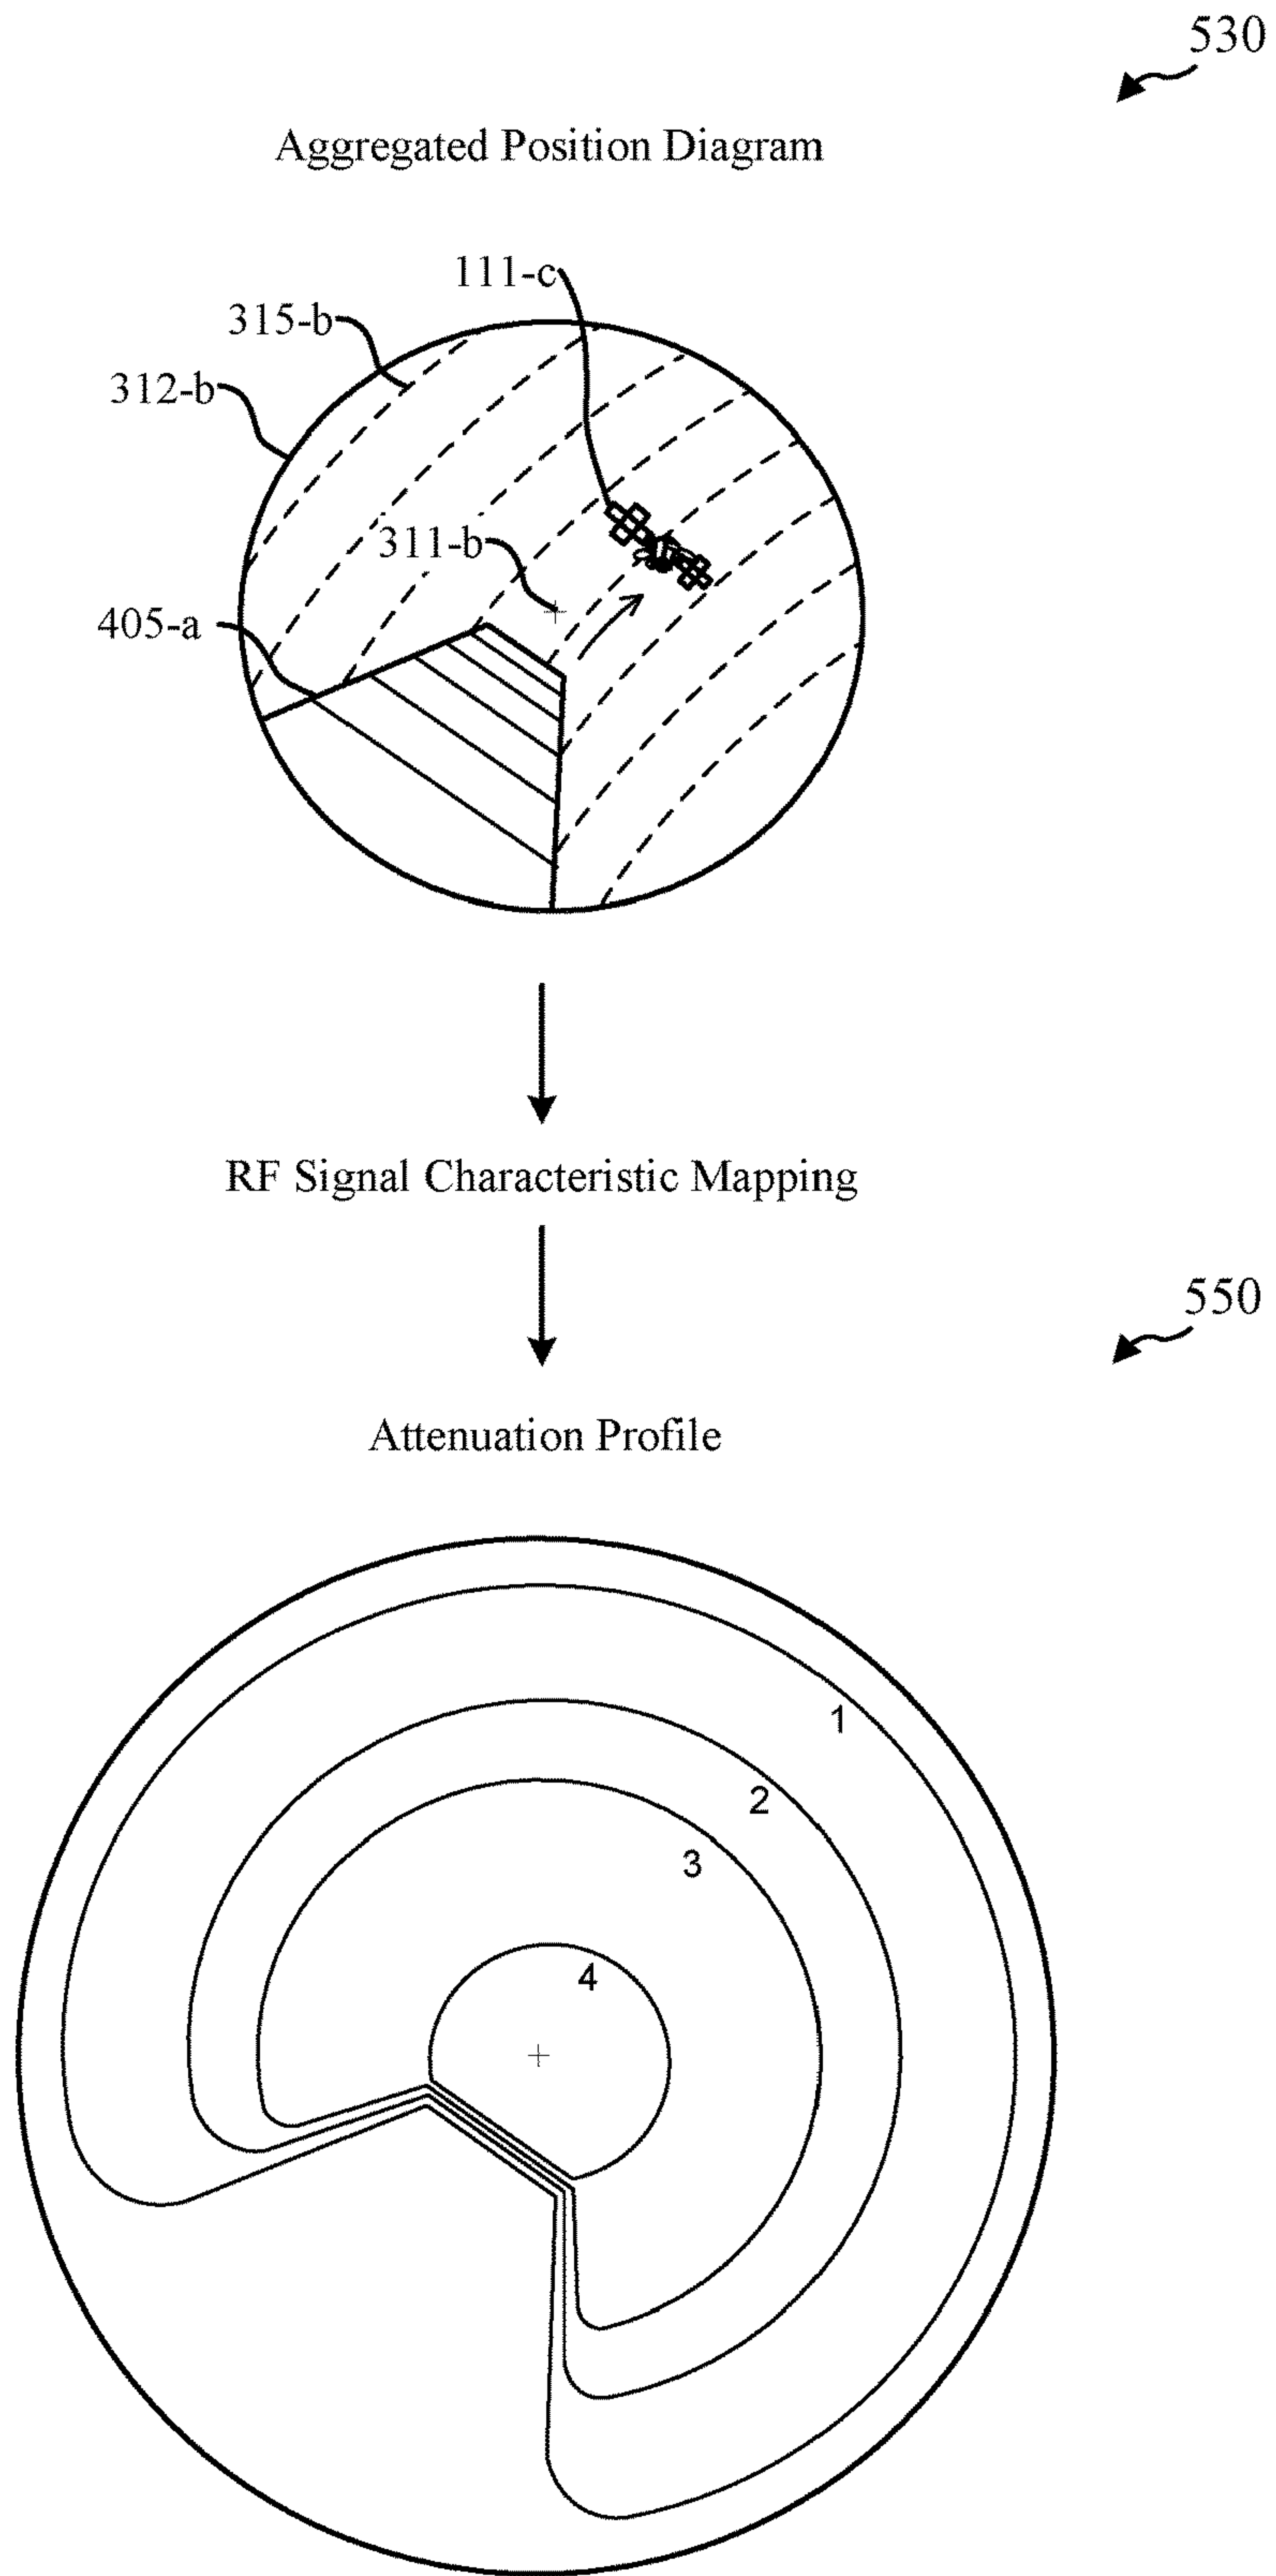 530
Aggregated Position Diagram
111-c
315-b
312-b
311-b
405-a
RF Signal Characteristic Mapping
550
Attenuation Profile
1
2
3
4